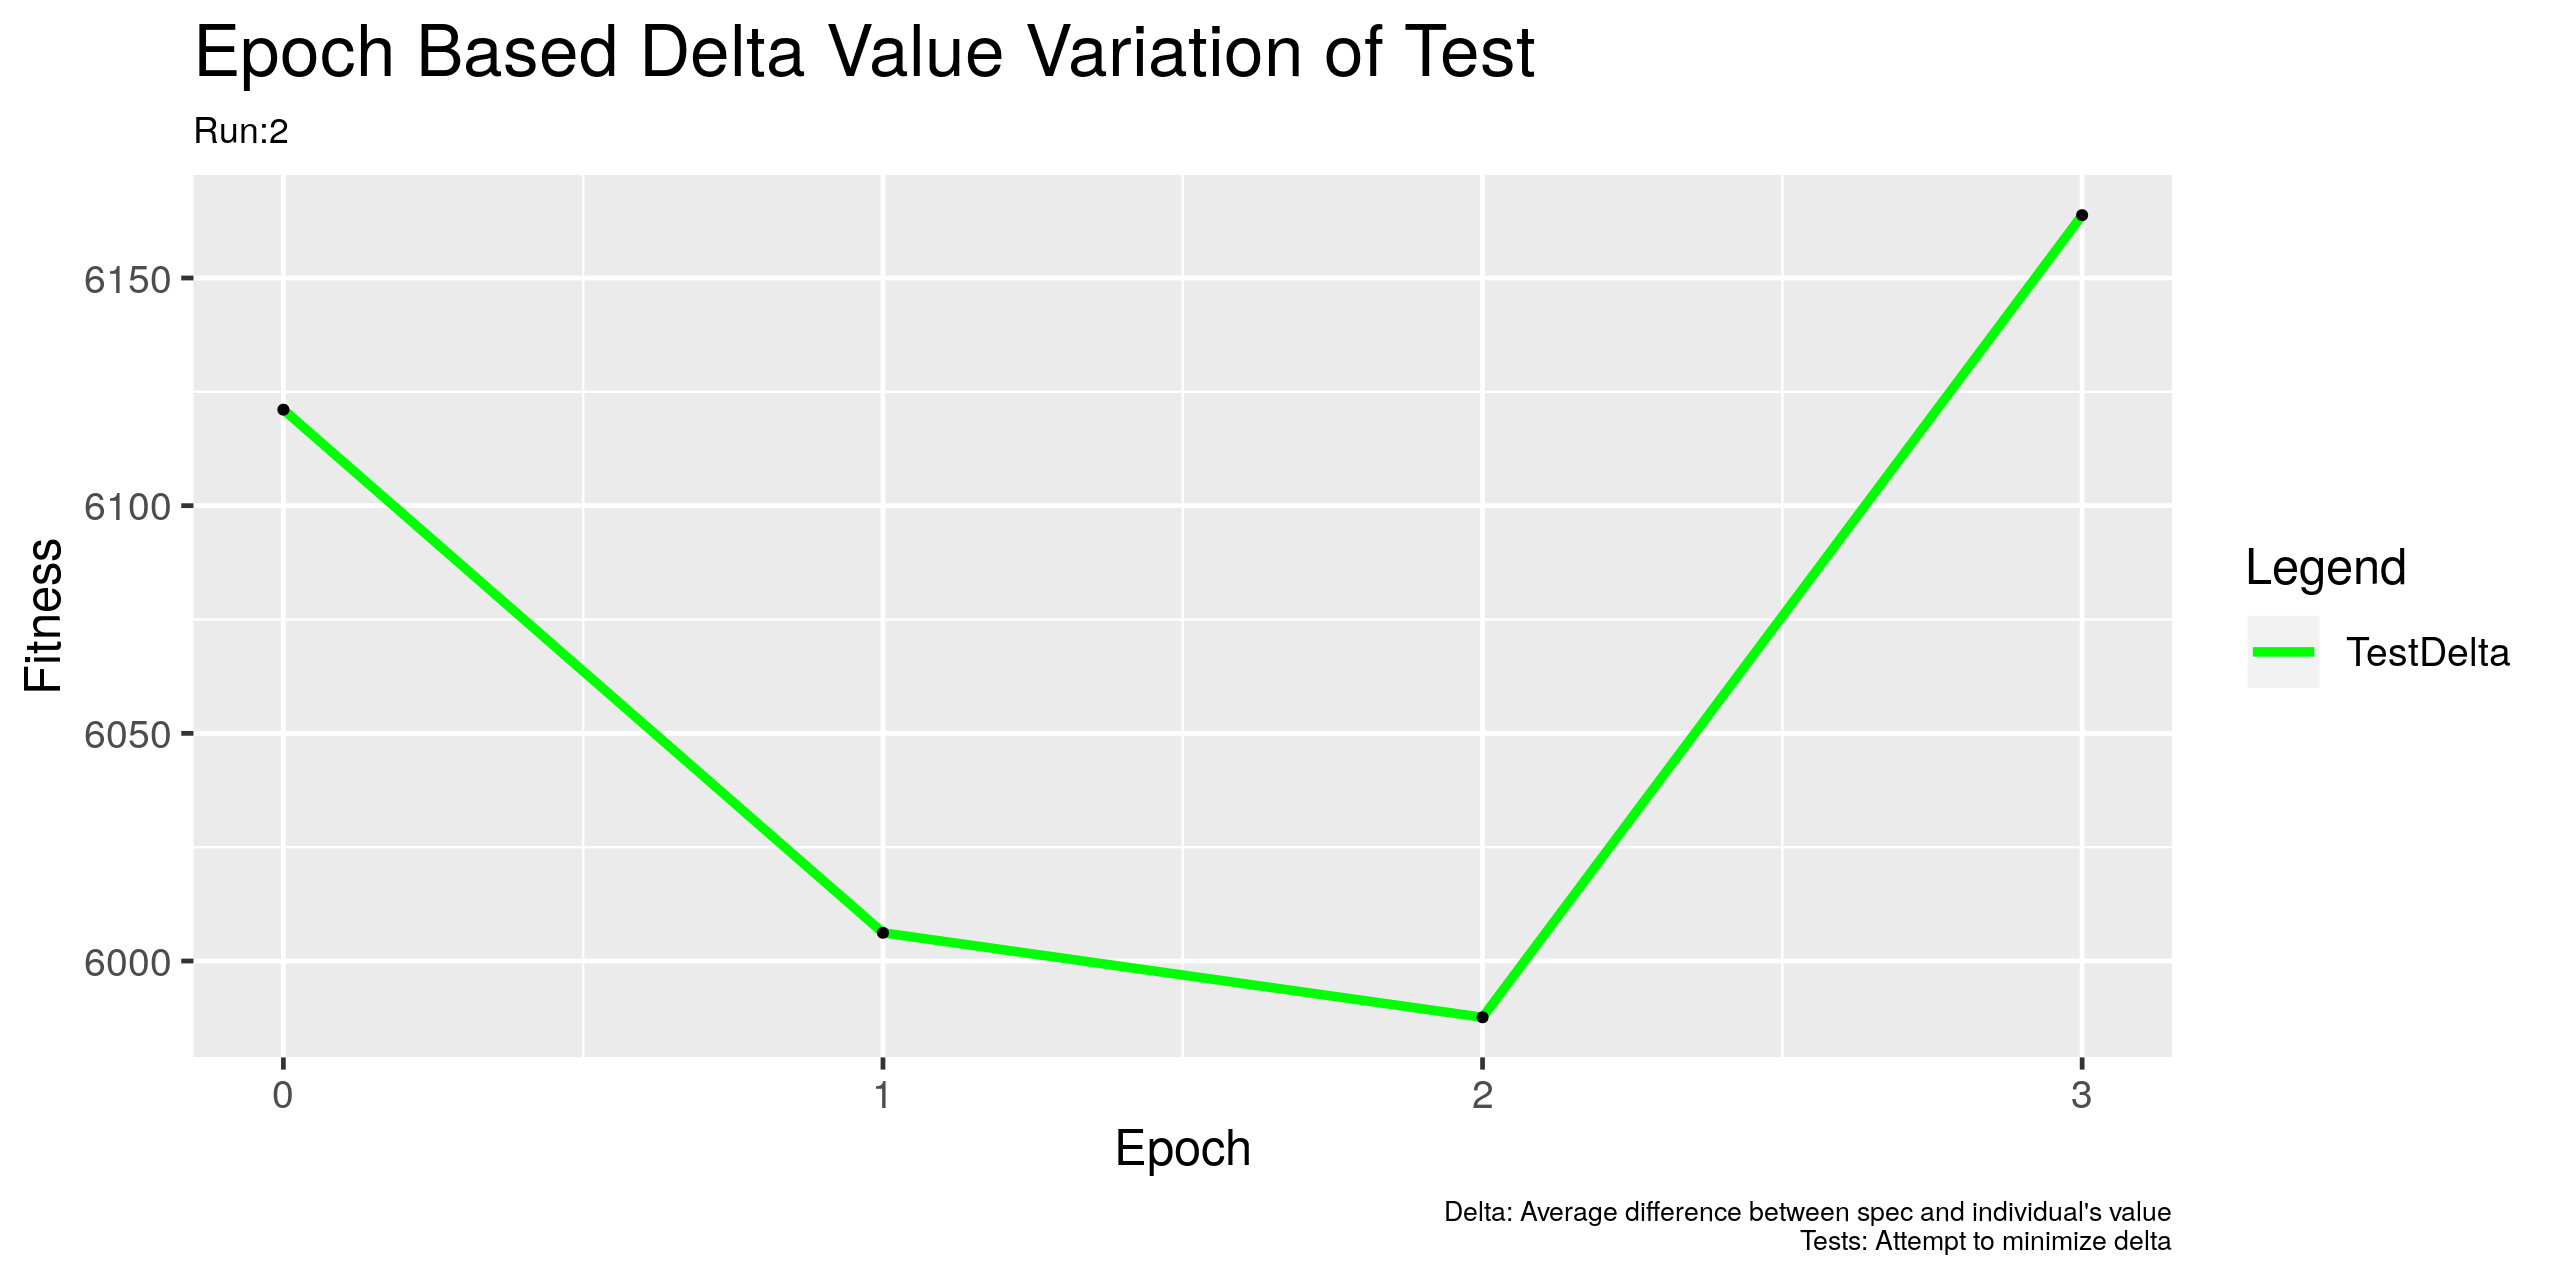 Epoch Based Delta Value Variation of Test
Run:2
Fitness
6150
6100
6050
6000
0 1 2 3
Epoch
Legend
TestDelta
Delta: Average difference between spec and individual's value
Tests: Attempt to minimize delta